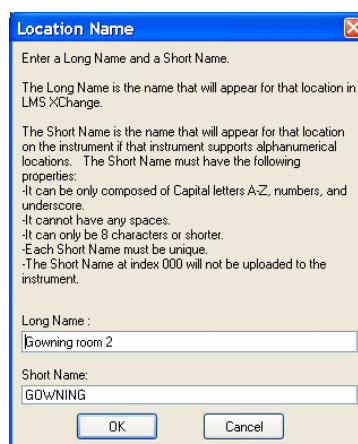 Location Name
Enter a Long Name and a Short Name.
The Long Name is the name that will appear for that location in
LMS XChange.
The Short Name is the name that will appear for that location
on the instrument if that instrument supports alphanumerical
locations.   The Short Name must have the following
properties:
-It can be only composed of Capital letters A-Z, numbers, and
underscore.
-It cannot have any spaces.
-It can only be 8 characters or shorter.
-Each Short Name must be unique.
-The Short Name at index 000 will not be uploaded to the
instrument.
Long Name :
Gowning room 2
Short Name:
GOWNING
OK Cancel